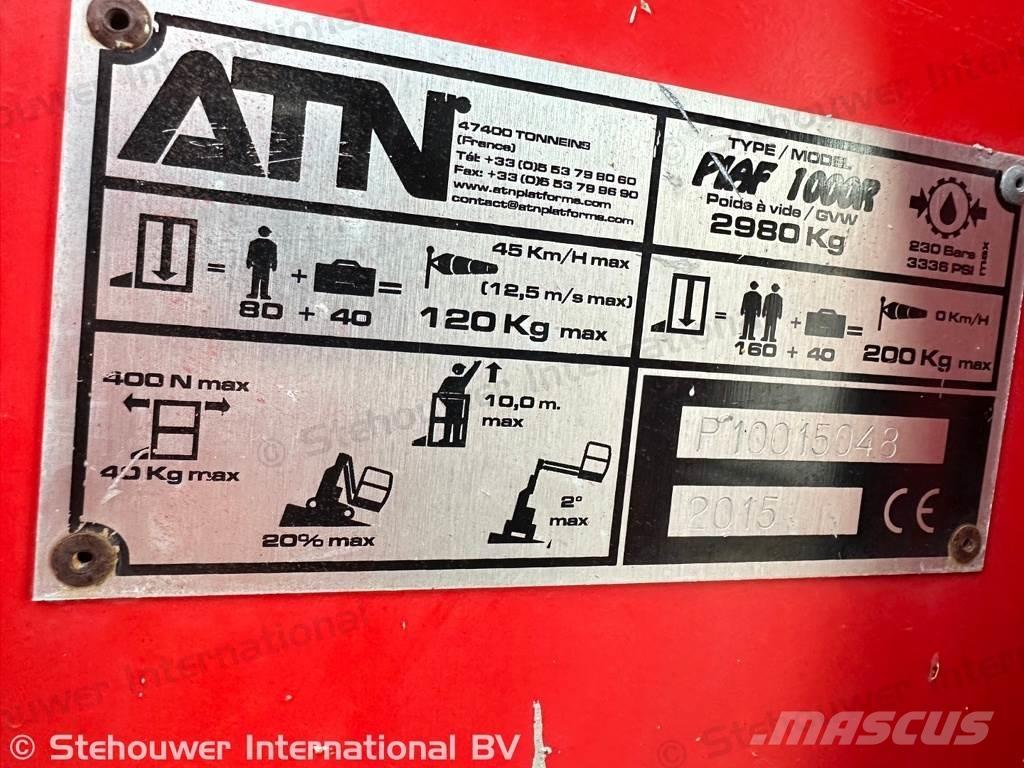 ATN
47400 TONNEINS
(France)
Tél: +33 (0)5 53 79 80 60
Fax: +33 (0)5 53 79 86 90
www.atnplatforms.com
contact@atnplatforms.com
TYPE / MODEL
PIAF 1000R
Poids à vide / GVW
2980 Kg
230 Bars
3336 PSI
max
= + =
80 + 40
45 Km/H max
(12,5 m/s max)
120 Kg max
= + =
160 + 40
0 Km/H
200 Kg max
400 N max
40 Kg max
10,0 m.
max
20% max
2°
max
P10015048
2015
CE
© Stehouwer International BV
MASCUS